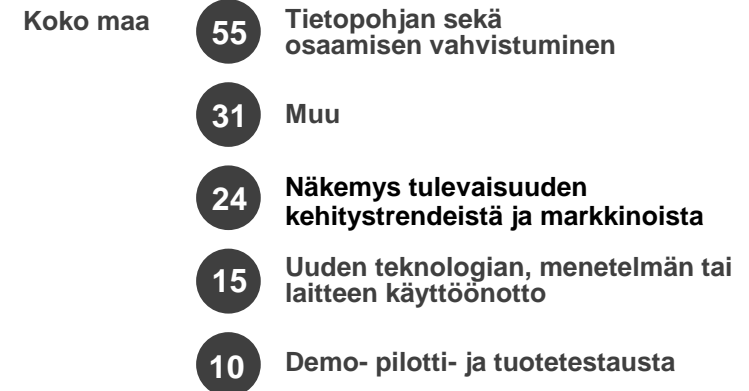 Koko maa
55
Tietopohjan sekä
osaamisen vahvistuminen
31
Muu
24
Näkemys tulevaisuuden
kehitystrendeistä ja markkinoista
15
Uuden teknologian, menetelmän tai
laitteen käyttöönotto
10
Demo- pilotti- ja tuotetestausta